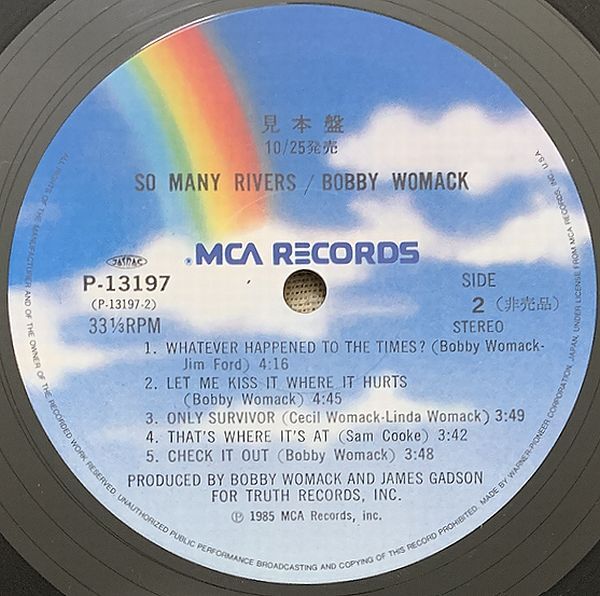 見本盤
10/25発売
SO MANY RIVERS / BOBBY WOMACK
MCA RECORDS
JASRAC
P-13197
(P-13197-2)
33 1/3 RPM
SIDE
2 (非売品)
STEREO
1. WHATEVER HAPPENED TO THE TIMES? (Bobby Womack-
Jim Ford) 4:16
2. LET ME KISS IT WHERE IT HURTS
(Bobby Womack) 4:45
3. ONLY SURVIVOR (Cecil Womack-Linda Womack) 3:49
4. THAT'S WHERE IT'S AT (Sam Cooke) 3:42
5. CHECK IT OUT (Bobby Womack) 3:48
PRODUCED BY BOBBY WOMACK AND JAMES GADSON
FOR TRUTH RECORDS, INC.
℗ 1985 MCA Records, inc.
ALL RIGHTS OF THE MANUFACTURER AND OF THE OWNER OF THE RECORDED WORK RESERVED. UNAUTHORIZED PUBLIC PERFORMANCE BROADCASTING AND COPYING OF THIS RECORD PROHIBITED. MADE BY WARNER-PIONEER CORPORATION, JAPAN. UNDER LICENSE FROM MCA RECORDS, INC. U.S.A.